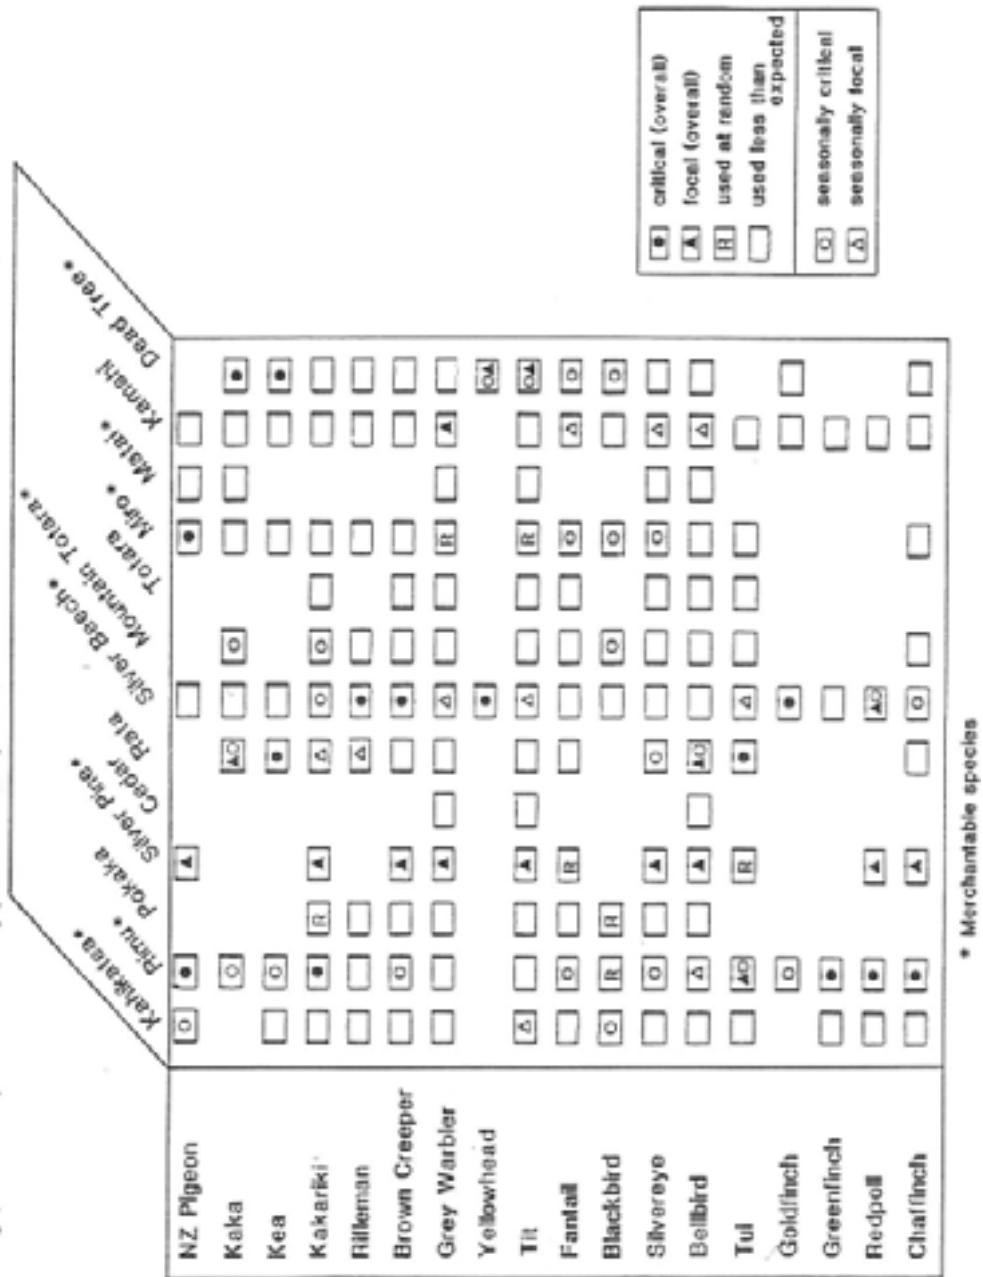 Kahikatea*
Rimu*
Pokaka
Silver Pine*
Cedar
Rata
Silver Beech*
Mountain Totara*
Totara
Miro*
Matai*
Kamahi
Dead Tree*
NZ Pigeon
Kaka
Kea
Kakariki R
Rifleman
Brown Creeper
Grey Warbler R
Yellowhead
Tit R
Fantail R
Blackbird R R
Silvereye
Bellbird
Tui R
Goldfinch
Greenfinch
Redpoll
Chaffinch
critical (overall)
focal (overall)
R used at random
used less than
expected
seasonally critical
seasonally focal
* Merchantable species